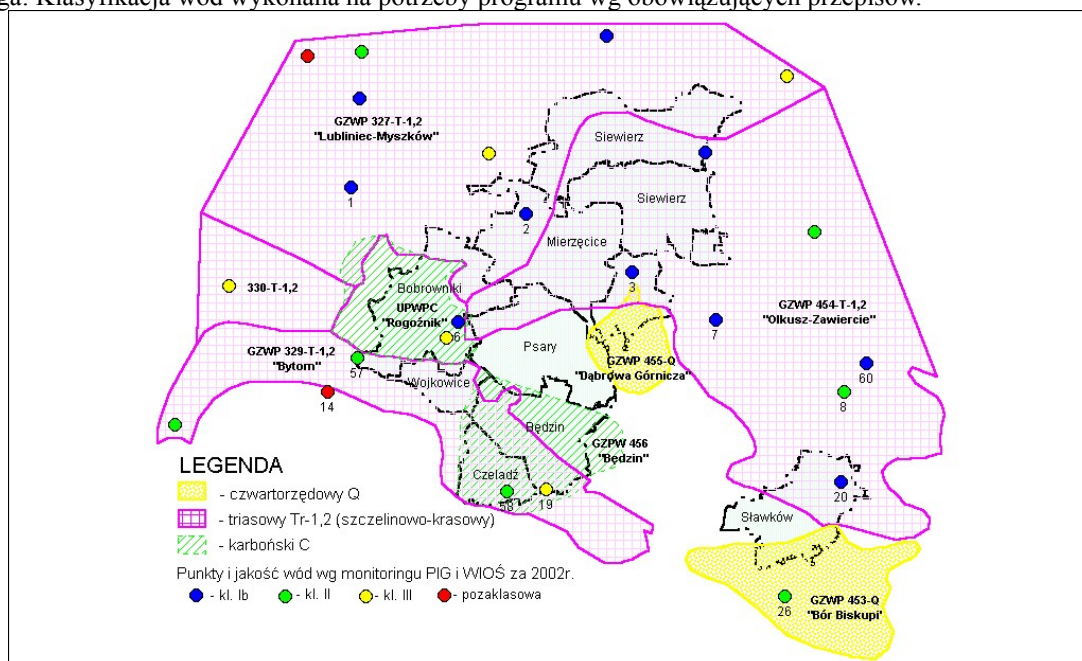 ga: Klasyfikacja wód wykonana na potrzeby programu wg obowiązujących przepisów.
GZWP 327-T-1,2
"Lubliniec-Myszków"
Siewierz
Siewierz
1
2
Mierzęcice
3
330-T-1,2
Bobrowniki
UPWPC
"Rogoźnik"
6
GZWP 454-T-1,2
"Olkusz-Zawiercie"
7
GZWP 329-T-1,2
"Bytom"
57
Psary
GZWP 455-Q
"Dąbrowa Górnicza"
Wojkowice
60
14
8
Będzin
GZPW 456
"Będzin"
Czeladź
58
19
20
Sławków
LEGENDA
- czwartorzędowy Q
- triasowy Tr-1,2 (szczelinowo-krasowy)
- karboński C
Punkty i jakość wód wg monitoringu PIG i WIOŚ za 2002r.
- kl. Ib
- kl. II
- kl. III
- pozaklasowa
26
GZWP 453-Q
"Bór Biskupi"